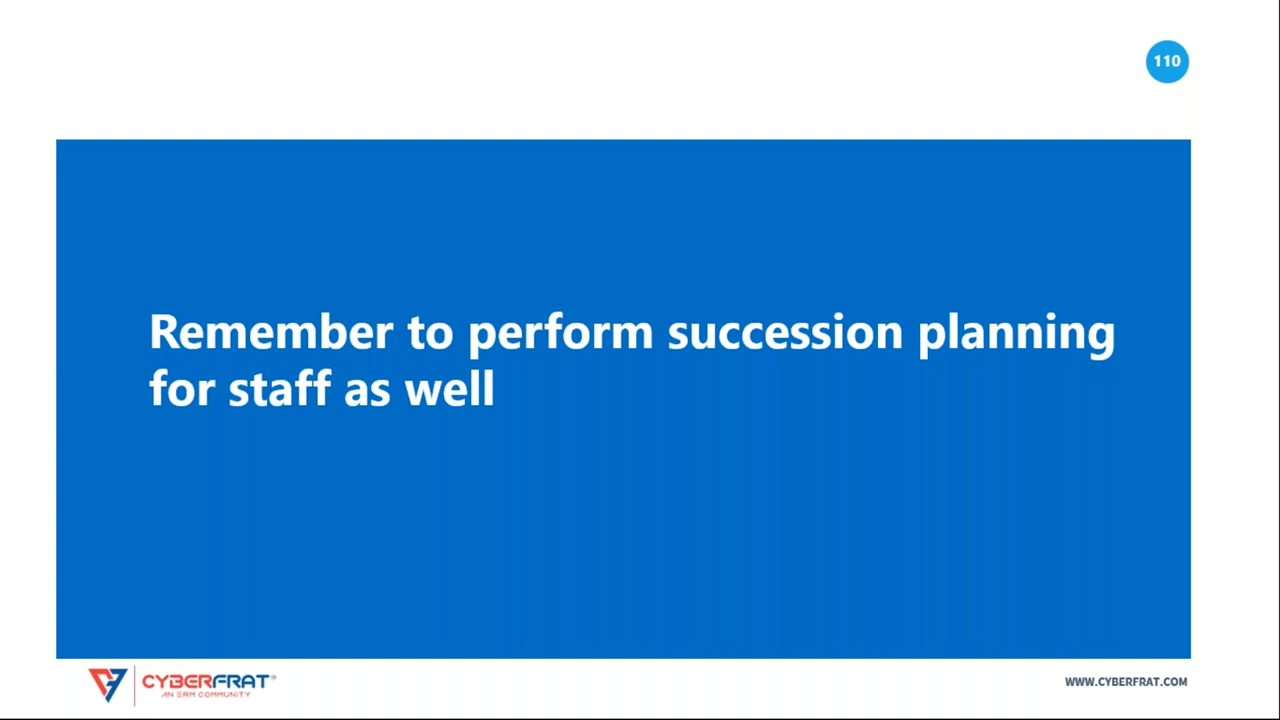 110
Remember to perform succession planning
for staff as well
CYBERFRAT®
AN ERM COMMUNITY
WWW.CYBERFRAT.COM